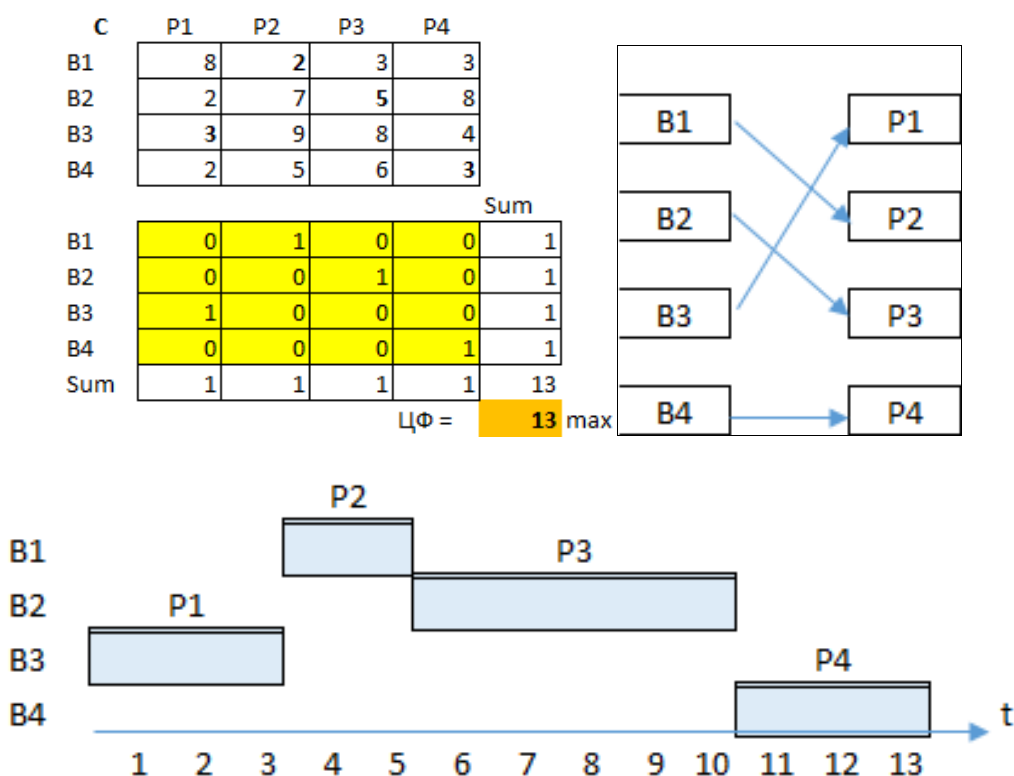 C P1 P2 P3 P4
B1 8 2 3 3
B2 2 7 5 8
B3 3 9 8 4
B4 2 5 6 3
Sum
B1 0 1 0 0 1
B2 0 0 1 0 1
B3 1 0 0 0 1
B4 0 0 0 1 1
Sum 1 1 1 1 13
ЦФ = 13 max
B1 P1
B2 P2
B3 P3
B4 P4
P2
B1 P3
B2 P1
B3 P4
B4 t
1 2 3 4 5 6 7 8 9 10 11 12 13